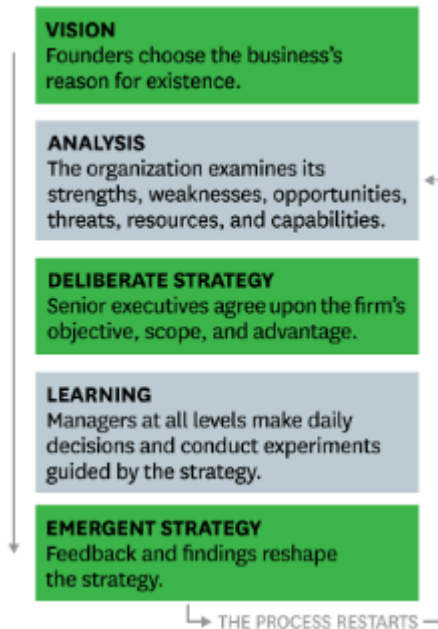 VISION
Founders choose the business's
reason for existence.
ANALYSIS
The organization examines its
strengths, weaknesses, opportunities,
threats, resources, and capabilities.
DELIBERATE STRATEGY
Senior executives agree upon the firm's
objective, scope, and advantage.
LEARNING
Managers at all levels make daily
decisions and conduct experiments
guided by the strategy.
EMERGENT STRATEGY
Feedback and findings reshape
the strategy.
THE PROCESS RESTARTS